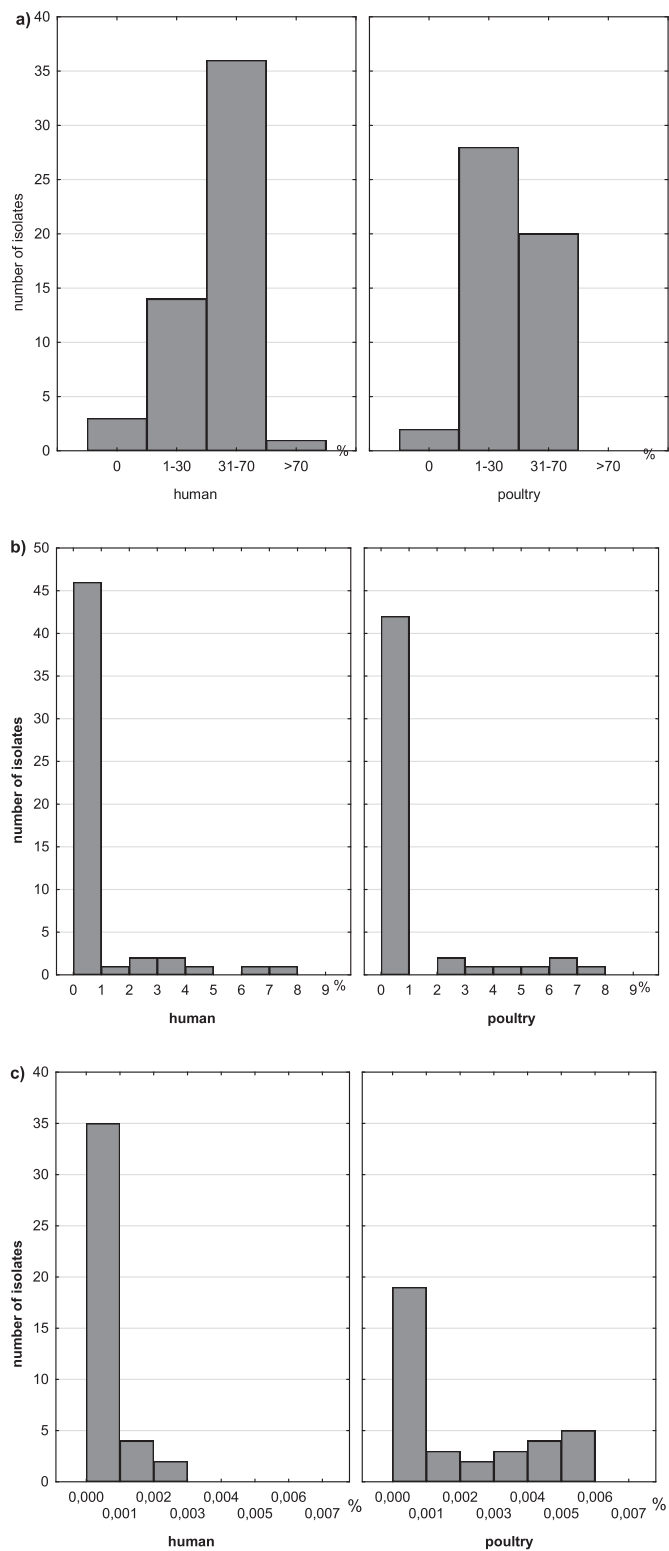 a)
40
35
30
25
20
15
10
5
0
number of isolates
0 1-30 31-70 >70 %
human
0 1-30 31-70 >70 %
poultry
b)
50
45
40
35
30
25
20
15
10
5
0
number of isolates
0 1 2 3 4 5 6 7 8 9 %
human
0 1 2 3 4 5 6 7 8 9 %
poultry
c)
40
35
30
25
20
15
10
5
0
number of isolates
0,000 0,002 0,004 0,006 %
0,001 0,003 0,005 0,007
human
0,000 0,002 0,004 0,006 %
0,001 0,003 0,005 0,007
poultry